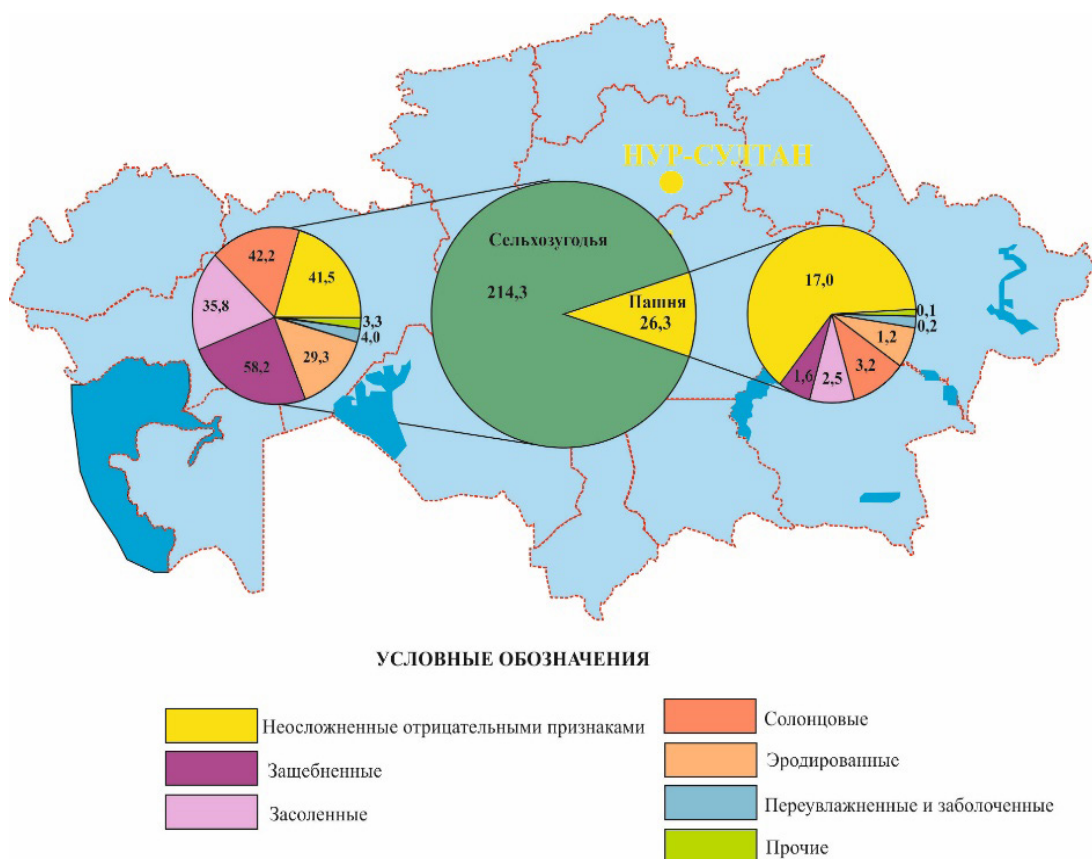 НУР-СУЛТАН
Сельхозугодья
214,3
Пашня
26,3
42,2
41,5
35,8
3,3
4,0
29,3
58,2
17,0
0,1
0,2
1,2
3,2
2,5
1,6
УСЛОВНЫЕ ОБОЗНАЧЕНИЯ
Неосложненные отрицательными признаками
Защебненные
Засоленные
Солонцовые
Эродированные
Переувлажненные и заболоченные
Прочие